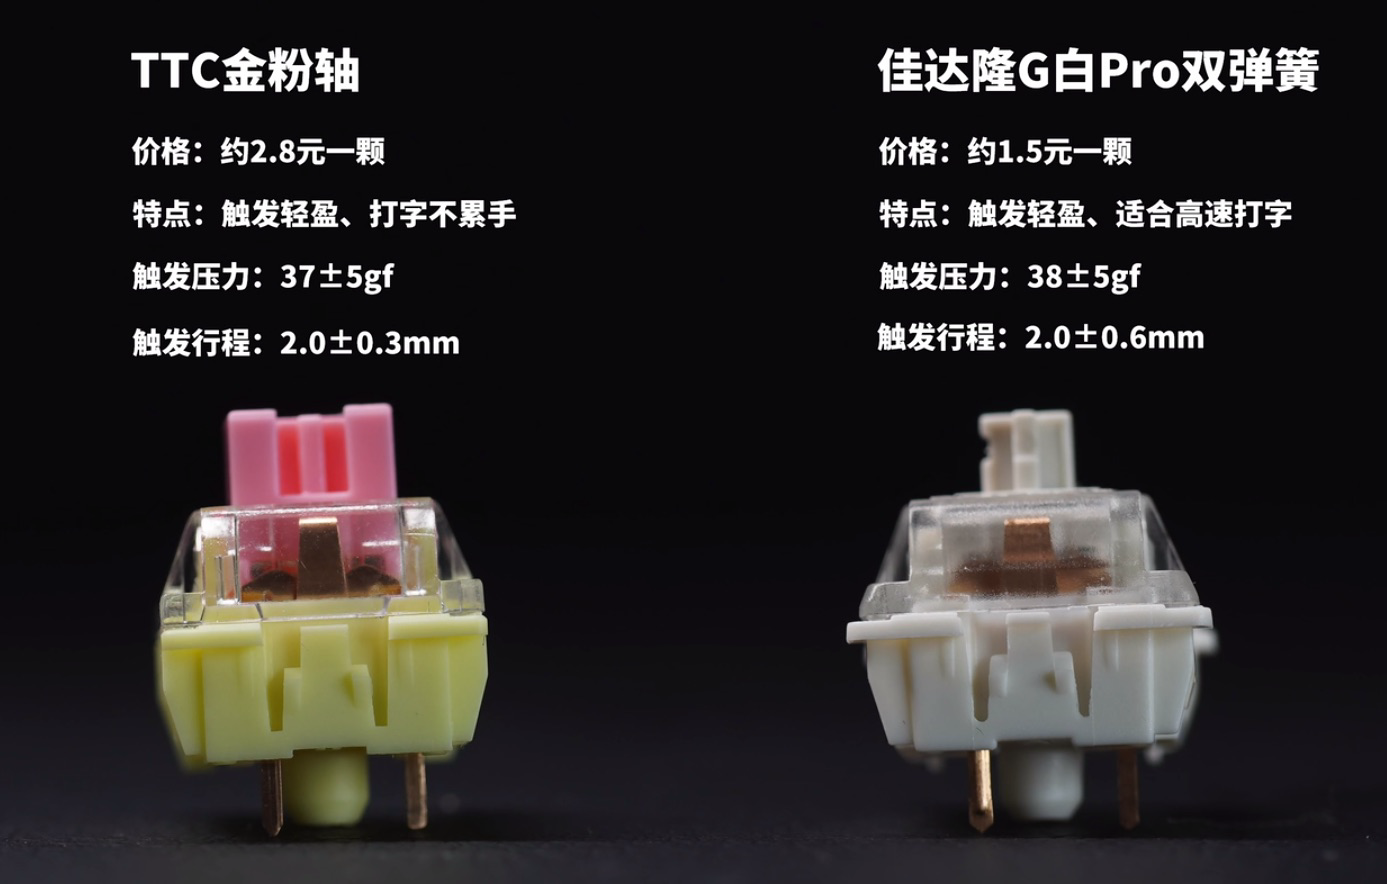 TTC金粉轴
价格：约2.8元一颗
特点：触发轻盈、打字不累手
触发压力：37±5gf
触发行程：2.0±0.3mm
佳达隆G白Pro双弹簧
价格：约1.5元一颗
特点：触发轻盈、适合高速打字
触发压力：38±5gf
触发行程：2.0±0.6mm